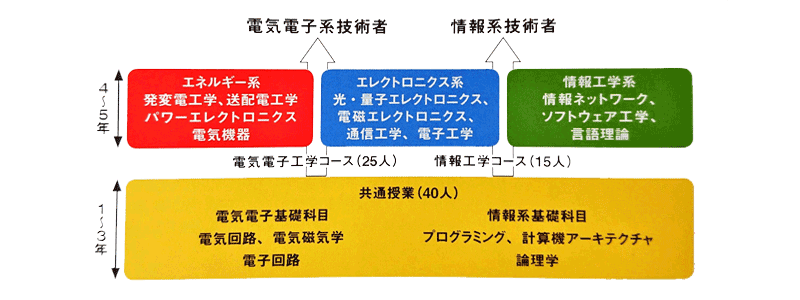 電気電子系技術者
情報系技術者
4〜5年
エネルギー系
発変電工学、送配電工学
パワーエレクトロニクス
電気機器
エレクトロニクス系
光・量子エレクトロニクス、
電磁エレクトロニクス、
通信工学、電子工学
情報工学系
情報ネットワーク、
ソフトウェア工学、
言語理論
電気電子工学コース(25人)
情報工学コース(15人)
1〜3年
共通授業(40人)
電気電子基礎科目
電気回路、電気磁気学
電子回路
情報系基礎科目
プログラミング、計算機アーキテクチャ
論理学